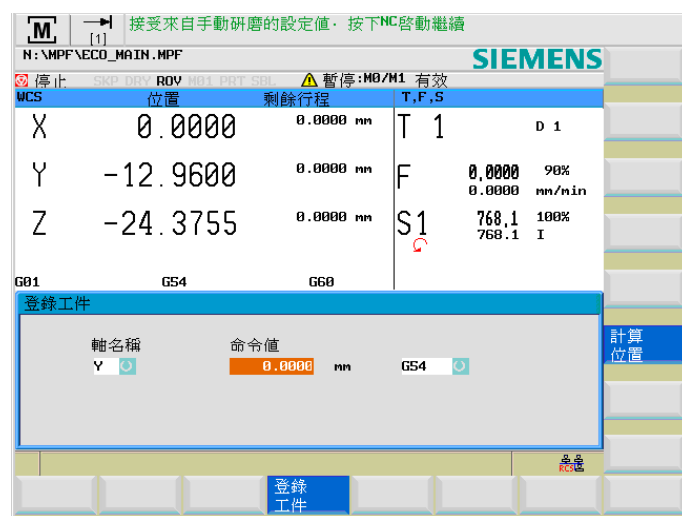 M
[1]
接受來自手動研磨的設定值﹒按下NC啓動繼續
N:\MPF\ECO_MAIN.MPF
SIEMENS
停止 SKP DRY ROV M01 PRT SBL 暫停:M0/M1 有效
WCS 位置 剩餘行程 T,F,S
X 0.0000 0.0000 mm T 1 D 1
Y -12.9600 0.0000 mm F 0.0000 90%
0.0000 mm/min
Z -24.3755 0.0000 mm S1 768.1 100%
768.1 I
G01 G54 G60
登錄工件
計算
位置
軸名稱 命令值
Y 0.0000 mm G54
RCS
登錄
工件